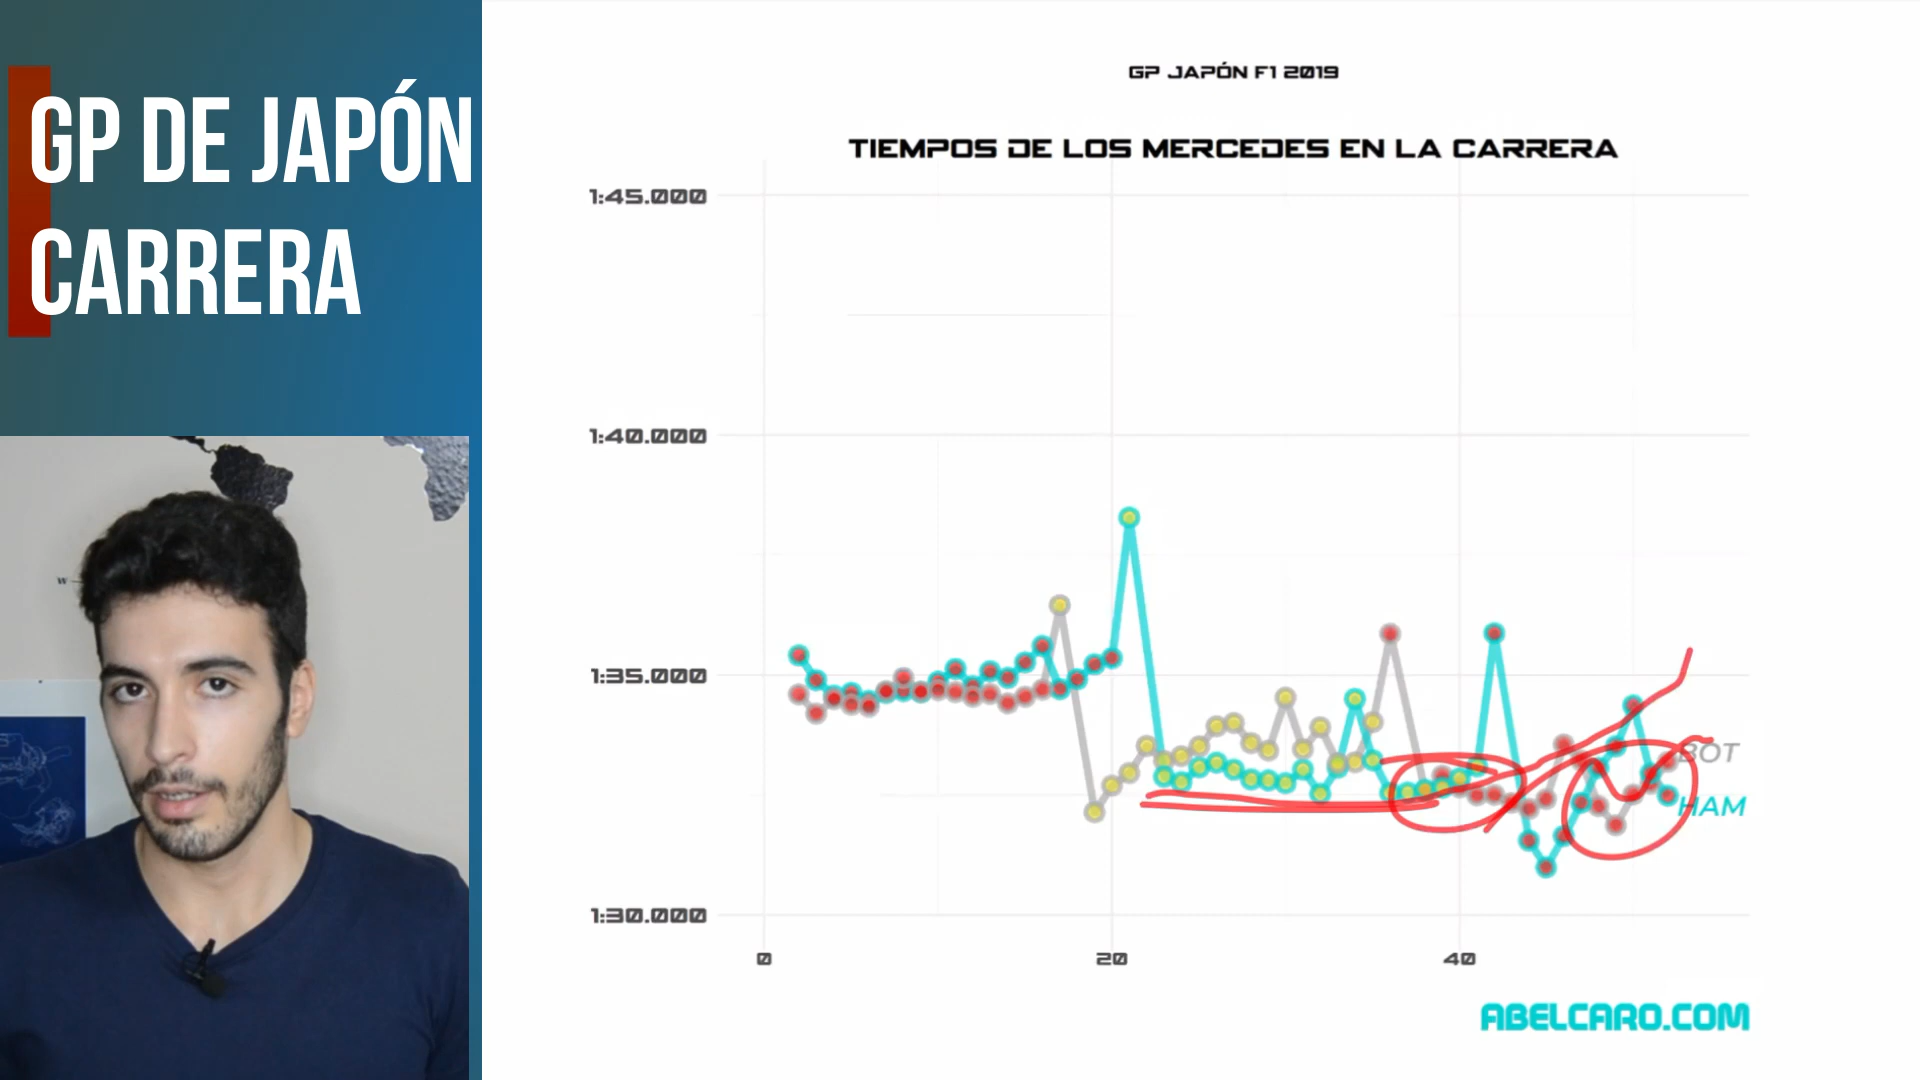 GP DE JAPÓN
CARRERA
W
GP JAPÓN F1 2019
TIEMPOS DE LOS MERCEDES EN LA CARRERA
1:45.000
1:40.000
1:35.000
1:30.000
0
20
40
BOT
HAM
ABELCARO.COM